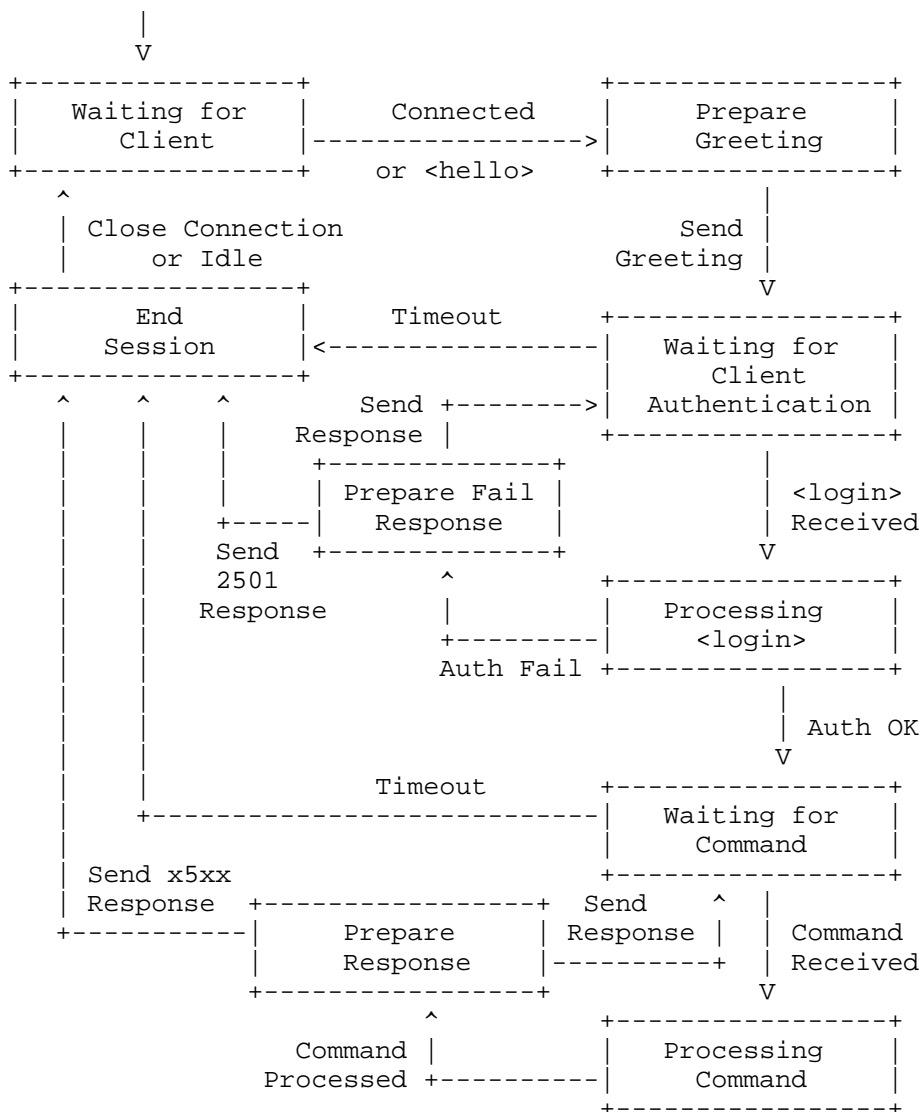 Waiting for Connected Prepare
Client Greeting
or <hello>
Close Connection Send
or Idle Greeting
End Timeout
Session Waiting for
Client
Send Authentication
Response
Prepare Fail <login>
Response Received
Send
2501
Response Processing
<login>
Auth Fail
Auth OK
Timeout
Waiting for
Command
Send x5xx
Response Send
Prepare Response Command
Response Received
Command Processing
Processed Command